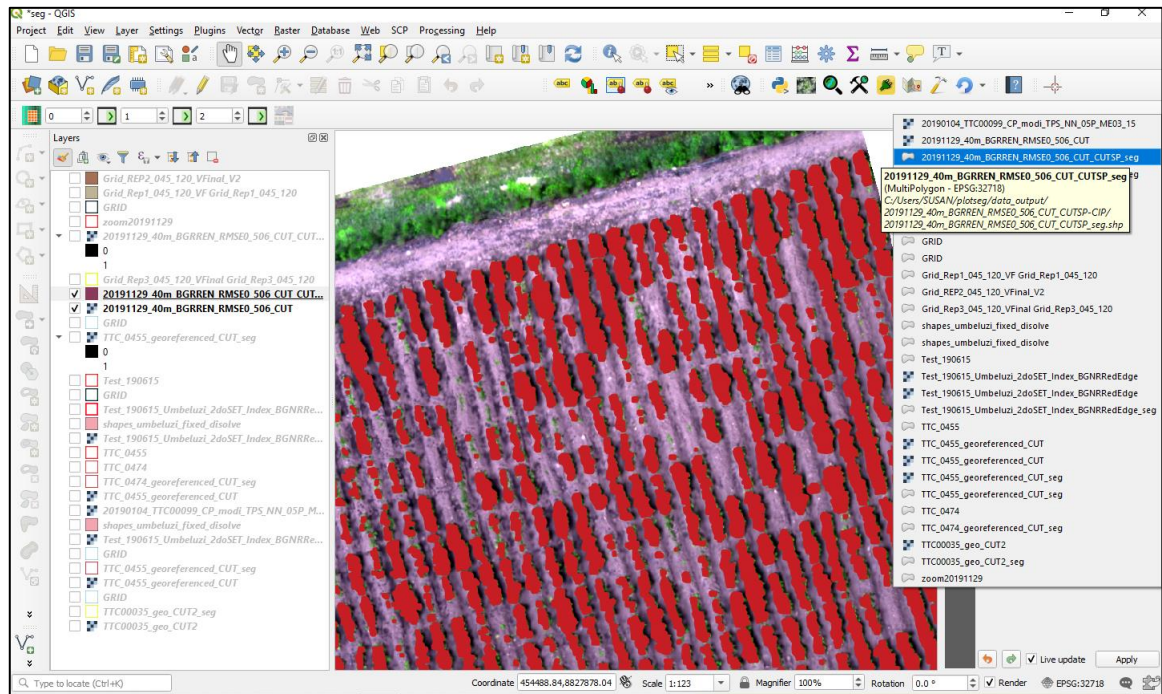 *seg - QGIS
Project Edit View Layer Settings Plugins Vector Raster Database Web SCP Processing Help
0 1 2
Layers
Grid_REP2_045_120_VFinal_V2
Grid_Rep1_045_120_VF Grid_Rep1_045_120
GRID
zoom20191129
20191129_40m_BGRREN_RMSE0_506_CUT_CUT...
0
1
Grid_Rep3_045_120_VFinal Grid_Rep3_045_120
20191129_40m_BGRREN_RMSE0_506_CUT_CUT...
20191129_40m_BGRREN_RMSE0_506_CUT
GRID
TTC_0455_georeferenced_CUT_seg
0
1
Test_190615
GRID
Test_190615_Umbeluzi_2doSET_Index_BGNRRe...
shapes_umbeluzi_fixed_disolve
Test_190615_Umbeluzi_2doSET_Index_BGNRRe...
TTC_0455
TTC_0474
TTC_0474_georeferenced_CUT_seg
TTC_0455_georeferenced_CUT
20190104_TTC00099_CP_modi_TPS_NN_05P_M...
shapes_umbeluzi_fixed_disolve
Test_190615_Umbeluzi_2doSET_Index_BGNRRe...
GRID
TTC_0455_georeferenced_CUT_seg
TTC_0455_georeferenced_CUT
GRID
TTC00035_geo_CUT2_seg
TTC00035_geo_CUT2
20190104_TTC00099_CP_modi_TPS_NN_05P_ME03_15
20191129_40m_BGRREN_RMSE0_506_CUT
20191129_40m_BGRREN_RMSE0_506_CUT_CUTSP_seg
20191129_40m_BGRREN_RMSE0_506_CUT_CUTSP_seg
(MultiPolygon - EPSG:32718)
C:/Users/SUSAN/plotseg/data_output/
20191129_40m_BGRREN_RMSE0_506_CUT_CUTSP-CIP/
20191129_40m_BGRREN_RMSE0_506_CUT_CUTSP_seg.shp
GRID
GRID
Grid_Rep1_045_120_VF Grid_Rep1_045_120
Grid_REP2_045_120_VFinal_V2
Grid_Rep3_045_120_VFinal Grid_Rep3_045_120
shapes_umbeluzi_fixed_disolve
shapes_umbeluzi_fixed_disolve
Test_190615
Test_190615_Umbeluzi_2doSET_Index_BGNRRedEdge
Test_190615_Umbeluzi_2doSET_Index_BGNRRedEdge
Test_190615_Umbeluzi_2doSET_Index_BGNRRedEdge_seg
TTC_0455
TTC_0455_georeferenced_CUT
TTC_0455_georeferenced_CUT_seg
TTC_0455_georeferenced_CUT_seg
TTC_0474
TTC_0474_georeferenced_CUT_seg
TTC00035_geo_CUT2
TTC00035_geo_CUT2_seg
zoom20191129
Live update Apply
Type to locate (Ctrl+K) Coordinate 454488.84,8827878.04 Scale 1:123 Magnifier 100% Rotation 0.0 ° Render EPSG:32718